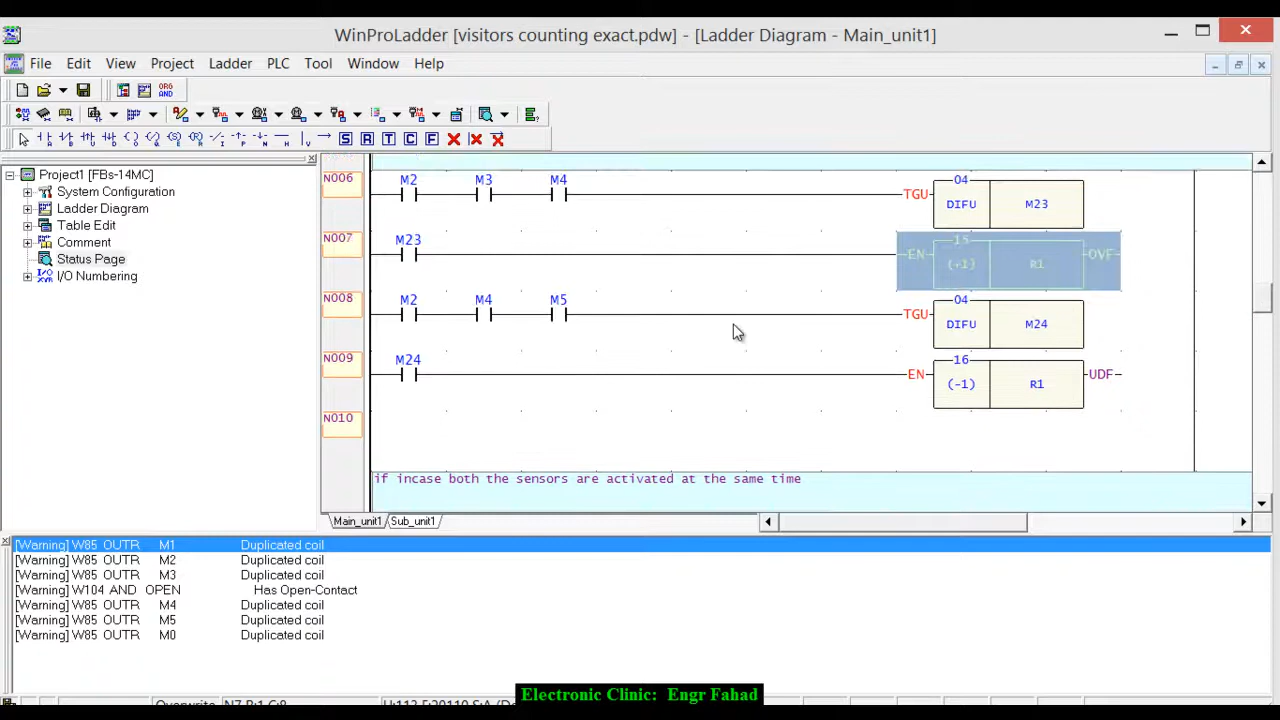 WinProLadder [visitors counting exact.pdw] - [Ladder Diagram - Main_unit1]
File Edit View Project Ladder PLC Tool Window Help
ORG
AND
S R T C F
Project1 [FBs-14MC]
System Configuration
Ladder Diagram
Table Edit
Comment
Status Page
I/O Numbering
N006 M2 M3 M4 TGU 04 DIFU M23
N007 M23 EN 15 (+1) R1 OVF
N008 M2 M4 M5 TGU 04 DIFU M24
N009 M24 EN 16 (-1) R1 UDF
N010
if incase both the sensors are activated at the same time
Main_unit1 Sub_unit1
[Warning] W85 OUTR M1 Duplicated coil
[Warning] W85 OUTR M2 Duplicated coil
[Warning] W85 OUTR M3 Duplicated coil
[Warning] W104 AND OPEN Has Open-Contact
[Warning] W85 OUTR M4 Duplicated coil
[Warning] W85 OUTR M5 Duplicated coil
[Warning] W85 OUTR M0 Duplicated coil
Electronic Clinic: Engr Fahad